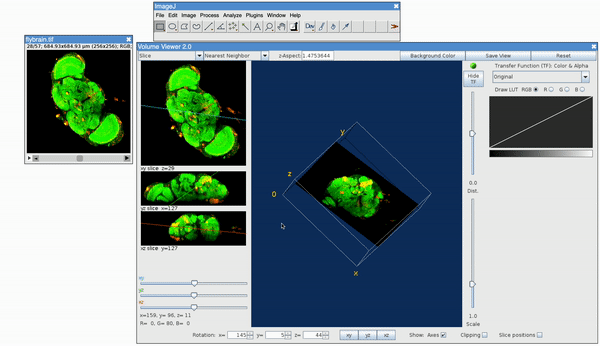 ImageJ
File Edit Image Process Analyze Plugins Window Help
Dev
flybrain.tif
28/57; 684.93x684.93 µm (256x256); RGB;
Volume Viewer 2.0
Slice
Nearest Neighbor
z-Aspect: 1.4753644
Background Color
Save View
Reset
xy slice z=29
yz slice x=127
xz slice y=127
xy
yz
xz
x=159, y= 96, z= 11
R= 0, G= 80, B= 0
y
z
0
x
Hide
TF
0.0
Dist.
1.0
Scale
Transfer Function (TF): Color & Alpha
Original
Draw LUT RGB R G B
Rotation: x= 145 y= 5 z= 44
xy yz xz
Show: Axes Clipping Slice positions